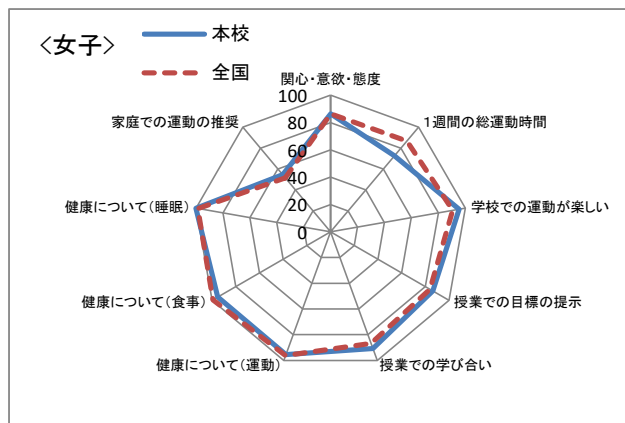 <女子>
本校
全国
関心・意欲・態度
1週間の総運動時間
学校での運動が楽しい
授業での目標の提示
授業での学び合い
健康について(運動)
健康について(食事)
健康について(睡眠)
家庭での運動の推奨
100
80
60
40
20
0